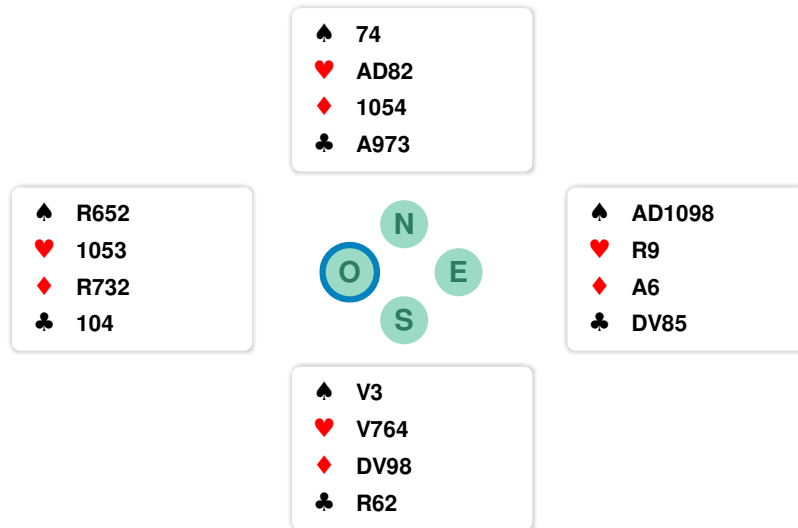 ♠ 74
♥ AD82
♦ 1054
♣ A973
♠ R652
♥ 1053
♦ R732
♣ 104
N
O E
S
♠ AD1098
♥ R9
♦ A6
♣ DV85
♠ V3
♥ V764
♦ DV98
♣ R62